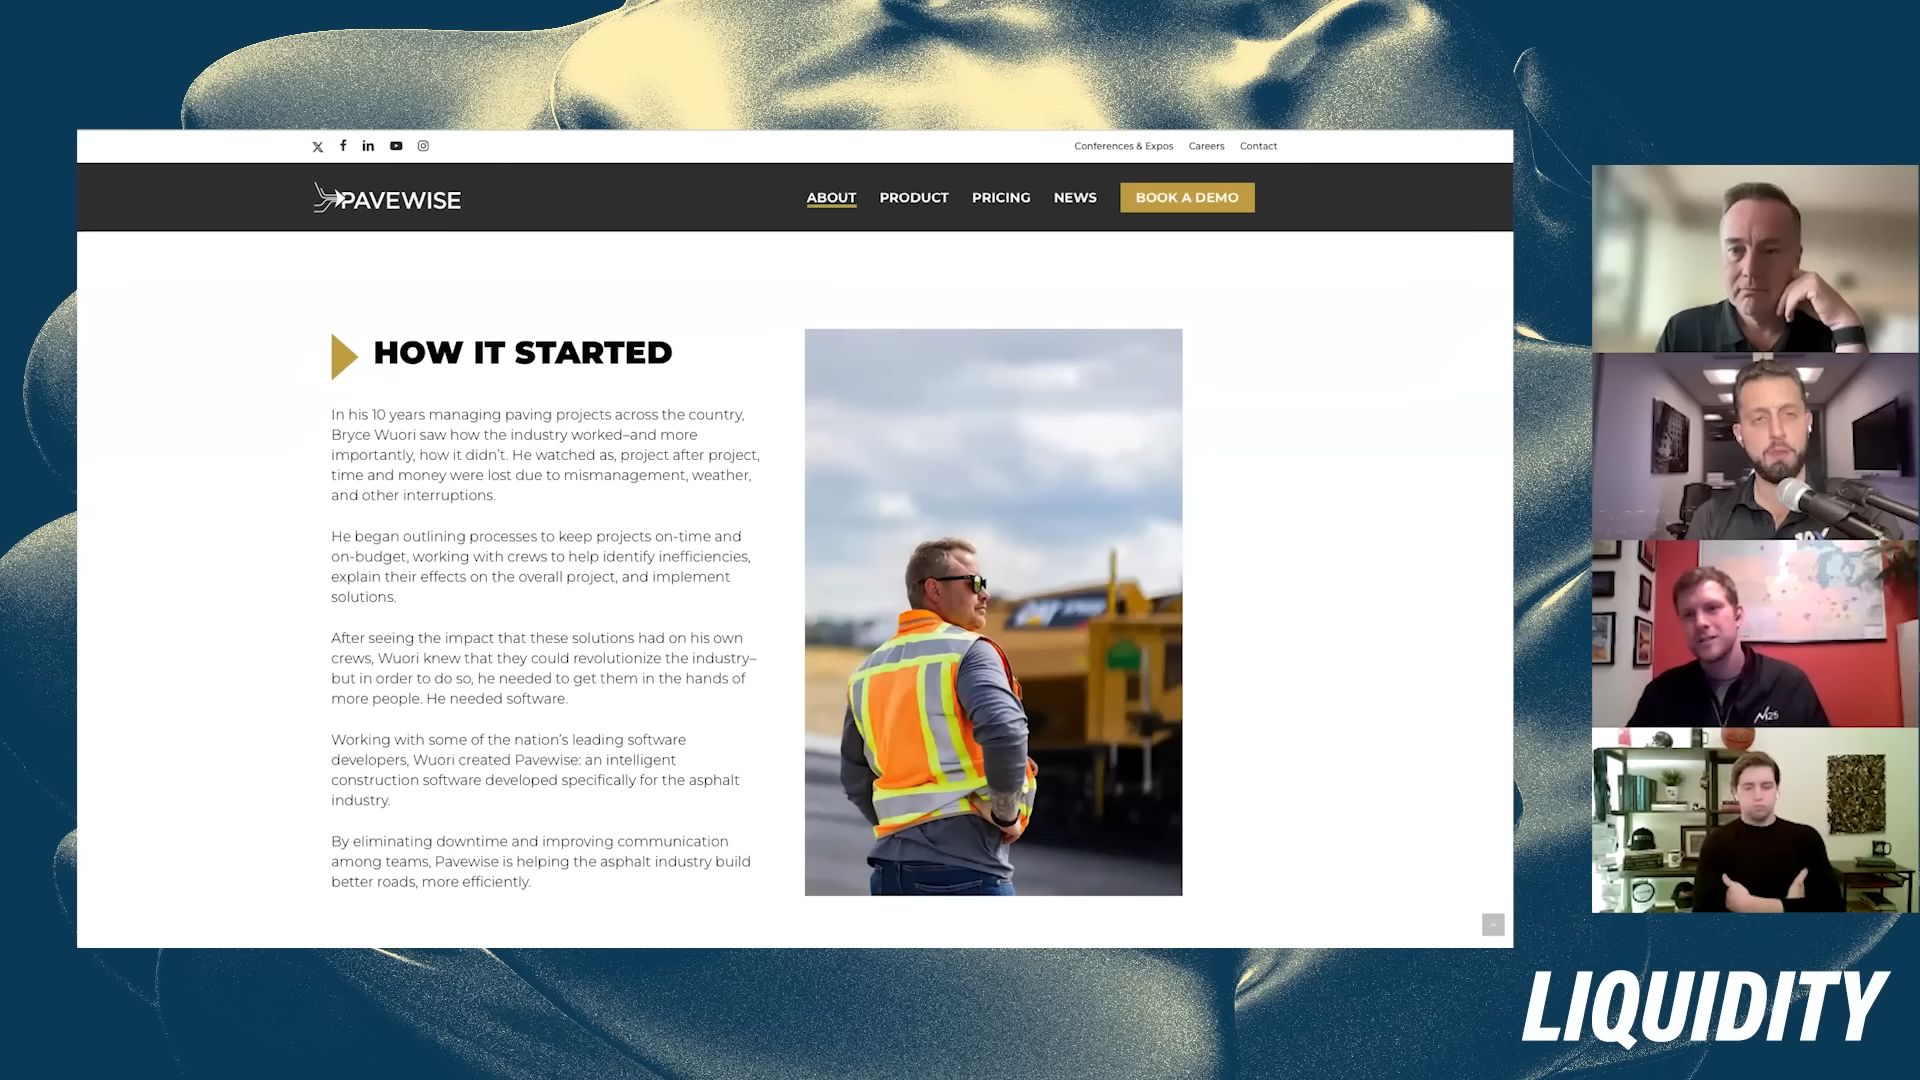 Conferences & Expos Careers Contact
PAVEWISE
ABOUT PRODUCT PRICING NEWS BOOK A DEMO
HOW IT STARTED
In his 10 years managing paving projects across the country,
Bryce Wuori saw how the industry worked–and more
importantly, how it didn't. He watched as, project after project,
time and money were lost due to mismanagement, weather,
and other interruptions.
He began outlining processes to keep projects on-time and
on-budget, working with crews to help identify inefficiencies,
explain their effects on the overall project, and implement
solutions.
After seeing the impact that these solutions had on his own
crews, Wuori knew that they could revolutionize the industry–
but in order to do so, he needed to get them in the hands of
more people. He needed software.
Working with some of the nation's leading software
developers, Wuori created Pavewise: an intelligent
construction software developed specifically for the asphalt
industry.
By eliminating downtime and improving communication
among teams, Pavewise is helping the asphalt industry build
better roads, more efficiently.
LIQUIDITY